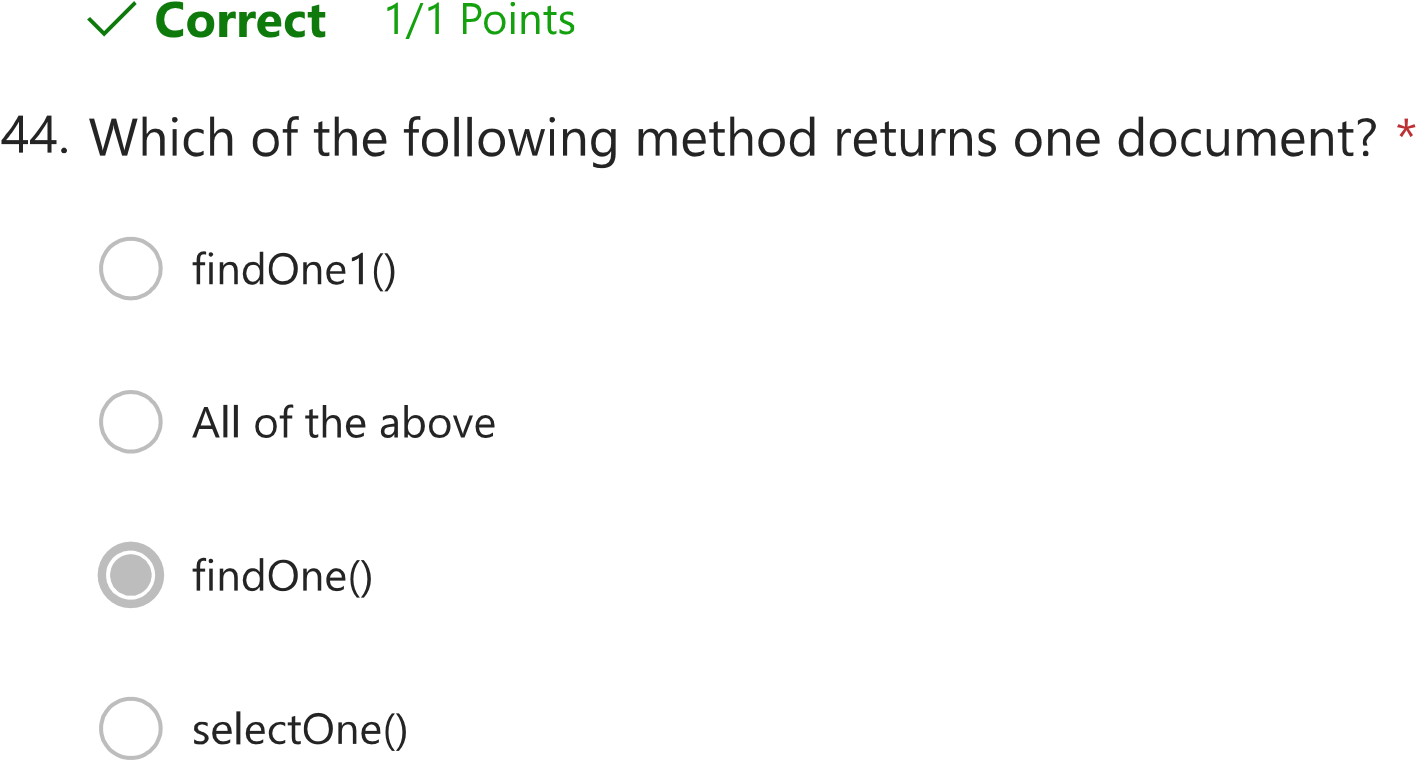 Correct 1/1 Points
44. Which of the following method returns one document? *
findOne1()
All of the above
findOne()
selectOne()